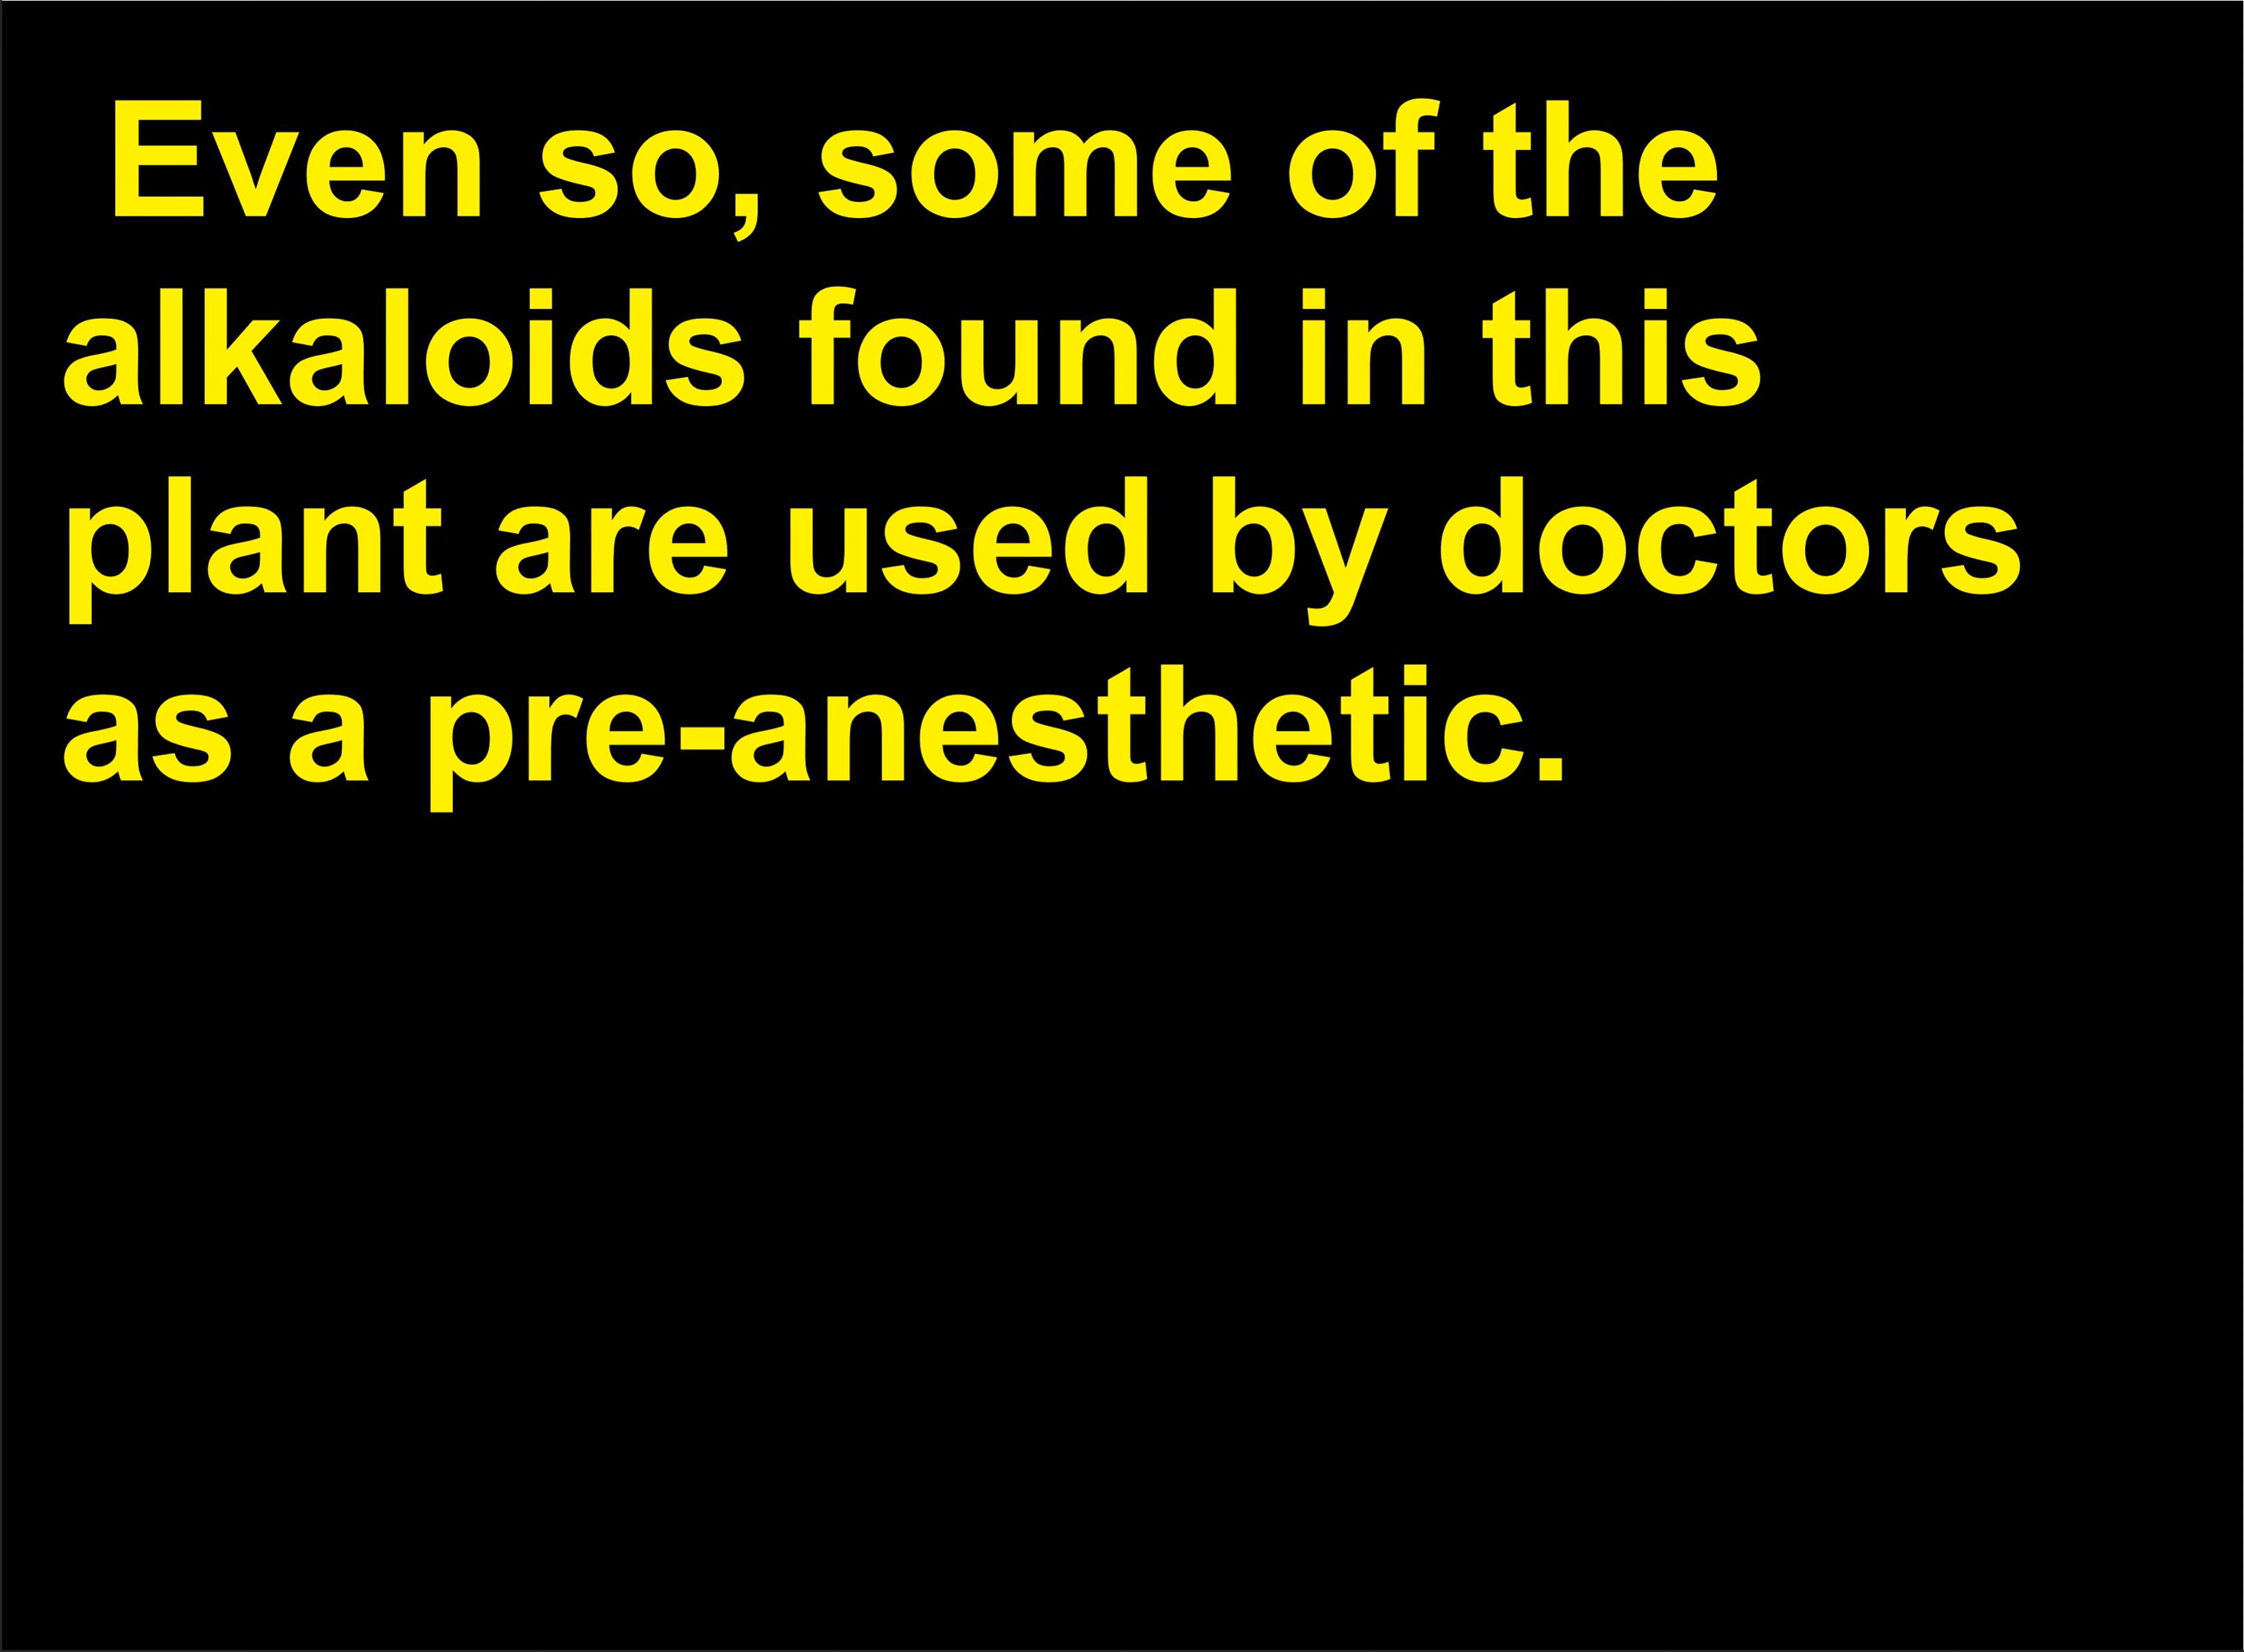 Even so, some of the
alkaloids found in this
plant are used by doctors
as a pre-anesthetic.